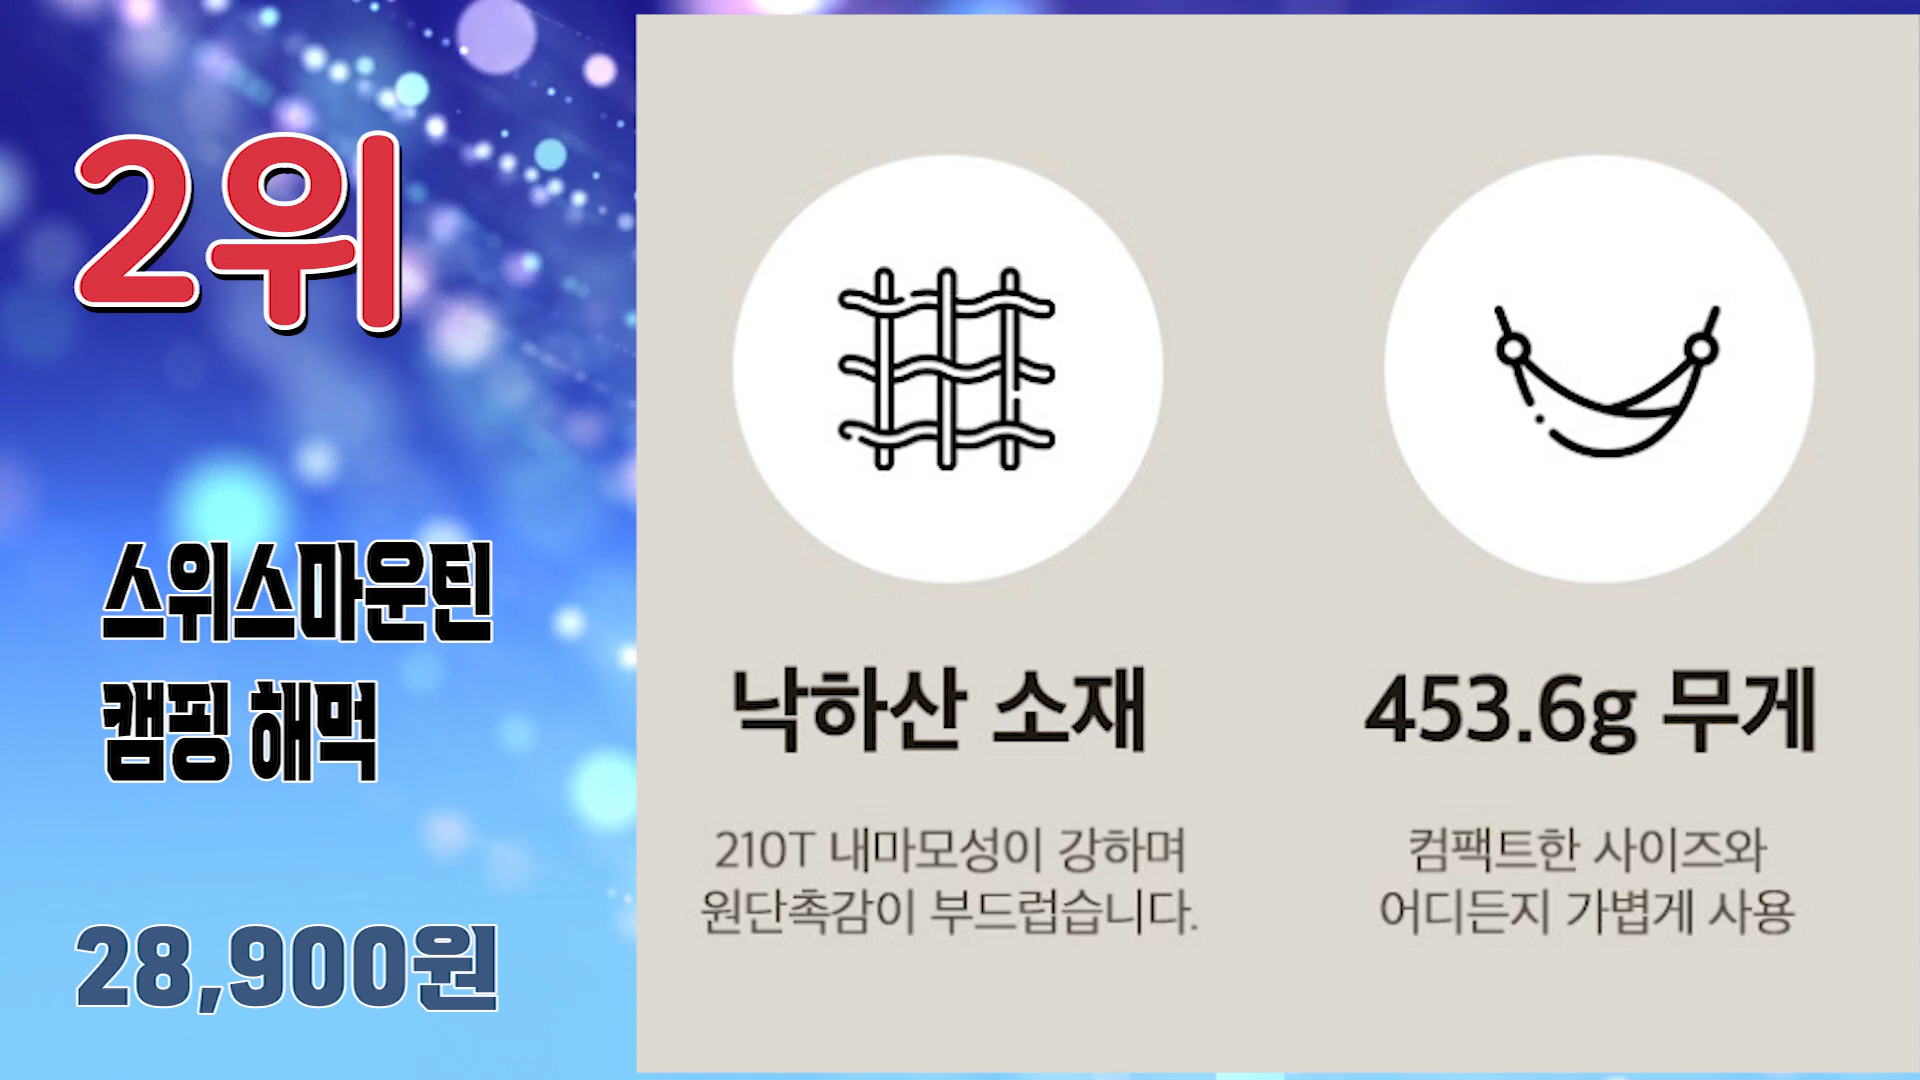 2위
스위스마운틴
캠핑 해먹
28,900원
낙하산 소재
210T 내마모성이 강하며
원단촉감이 부드럽습니다.
453.6g 무게
컴팩트한 사이즈와
어디든지 가볍게 사용